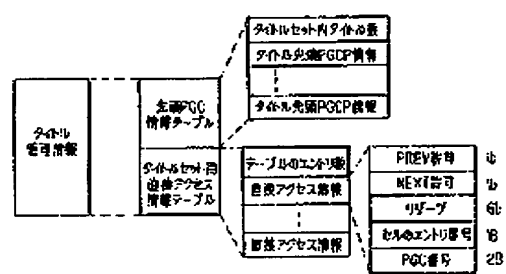 タイトル
管理情報
先頭PGC
情報テーブル
タイトルセット内
直接アクセス
情報テーブル
タイトルセット内タイトル数
タイトル先頭PGCP情報
タイトル先頭PGCP情報
テーブルのエントリ数
直接アクセス情報
直接アクセス情報
PREV許可
NEXT許可
リザーブ
セルのエントリ番号
PGC番号
1b
1b
6b
1B
2B